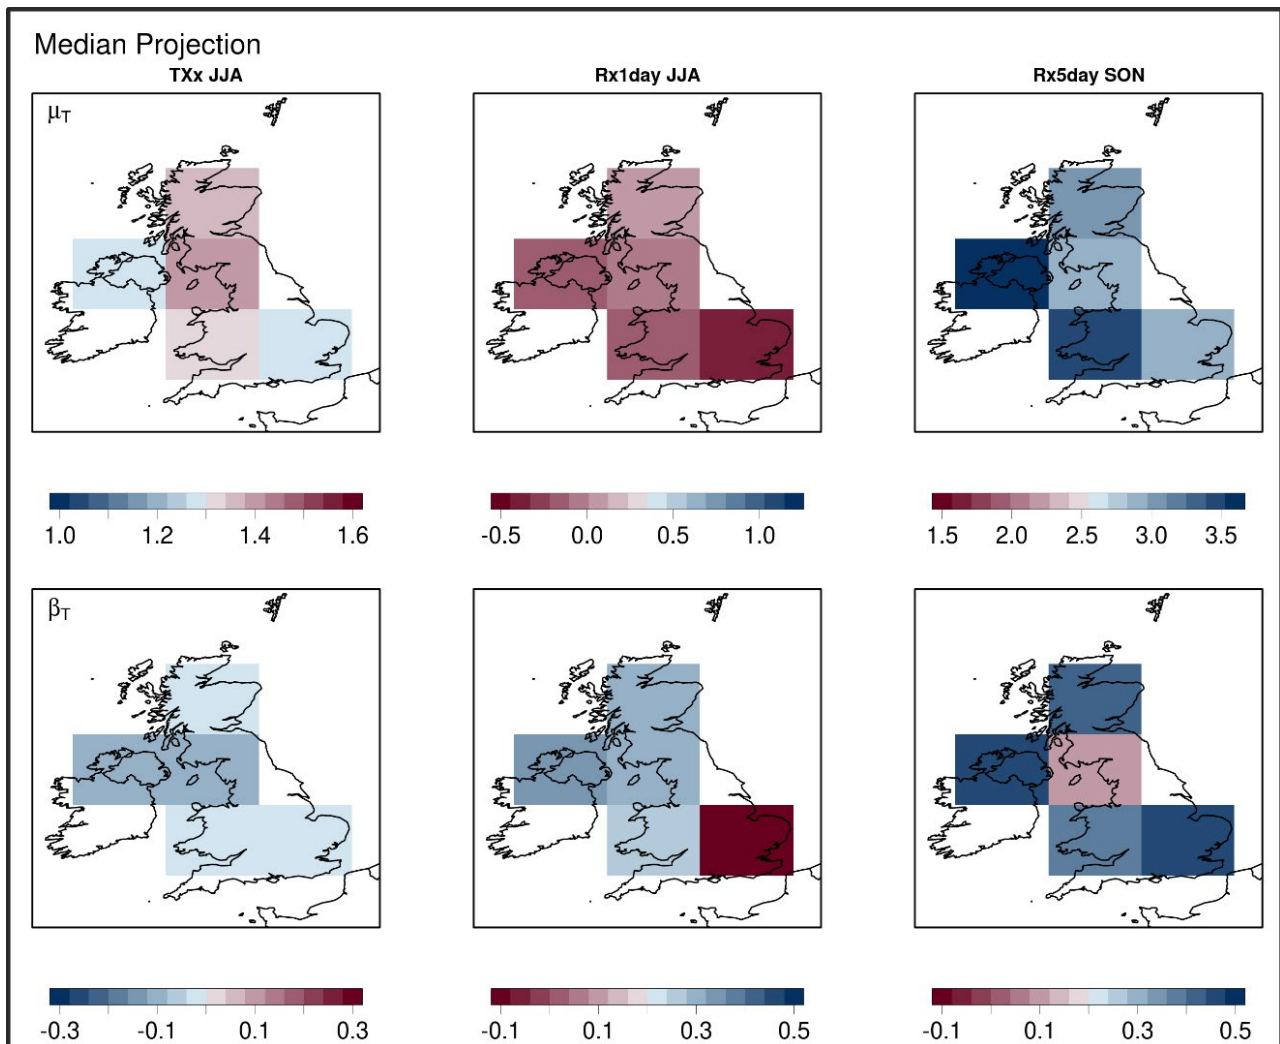 Median Projection
TXx JJA Rx1day JJA Rx5day SON
μT
1.0 1.2 1.4 1.6 -0.5 0.0 0.5 1.0 1.5 2.0 2.5 3.0 3.5
βT
-0.3 -0.1 0.1 0.3 -0.1 0.1 0.3 0.5 -0.1 0.1 0.3 0.5